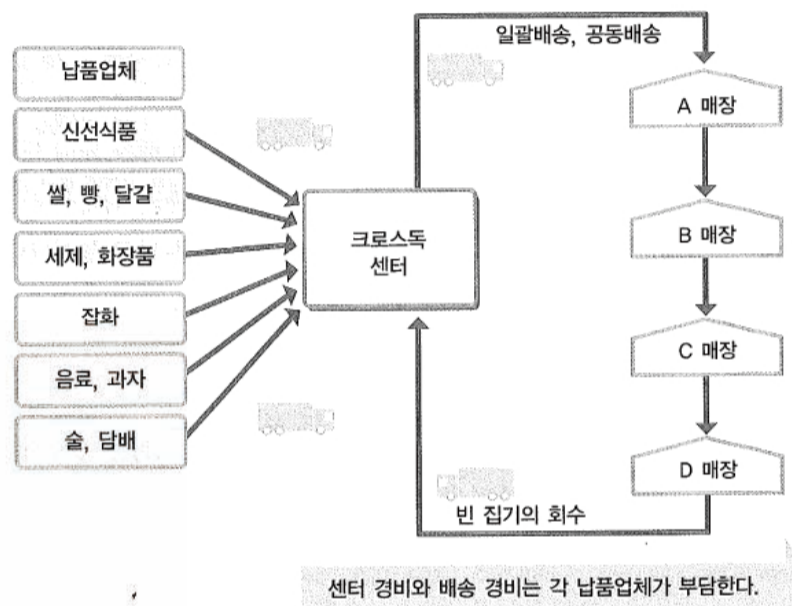 납품업체
신선식품
쌀, 빵, 달걀
세제, 화장품
잡화
음료, 과자
술, 담배
크로스독
센터
일괄배송, 공동배송
A 매장
B 매장
C 매장
D 매장
빈 집기의 회수
센터 경비와 배송 경비는 각 납품업체가 부담한다.